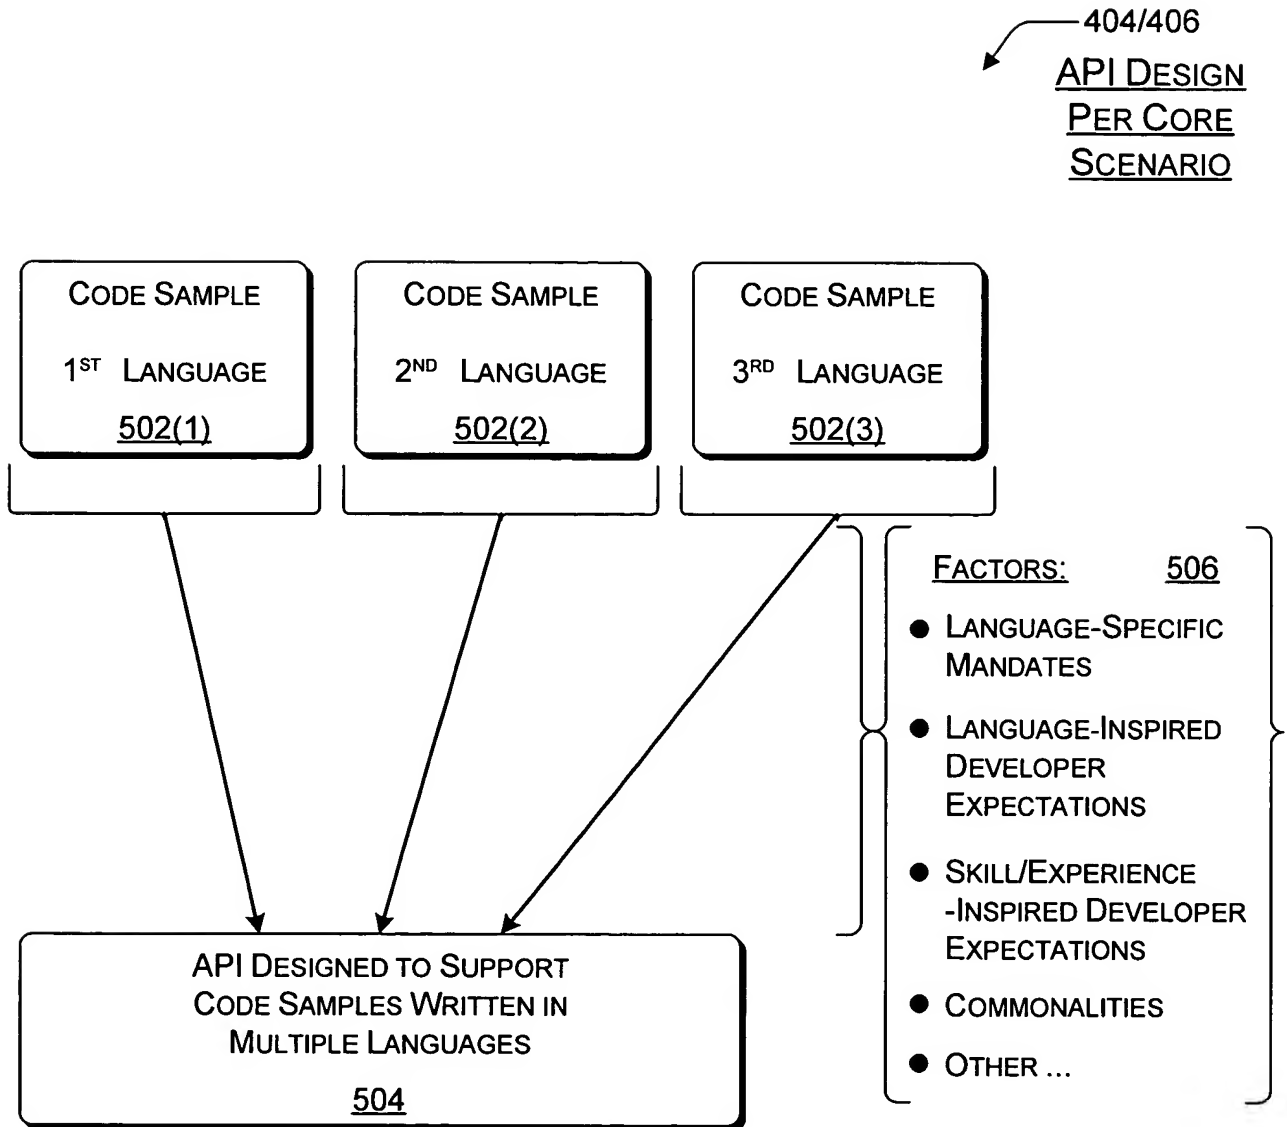 404/406
API DESIGN
PER CORE
SCENARIO
CODE SAMPLE
1ST LANGUAGE
502(1)
CODE SAMPLE
2ND LANGUAGE
502(2)
CODE SAMPLE
3RD LANGUAGE
502(3)
FACTORS: 506
● LANGUAGE-SPECIFIC
MANDATES
● LANGUAGE-INSPIRED
DEVELOPER
EXPECTATIONS
● SKILL/EXPERIENCE
-INSPIRED DEVELOPER
EXPECTATIONS
● COMMONALITIES
● OTHER ...
API DESIGNED TO SUPPORT
CODE SAMPLES WRITTEN IN
MULTIPLE LANGUAGES
504